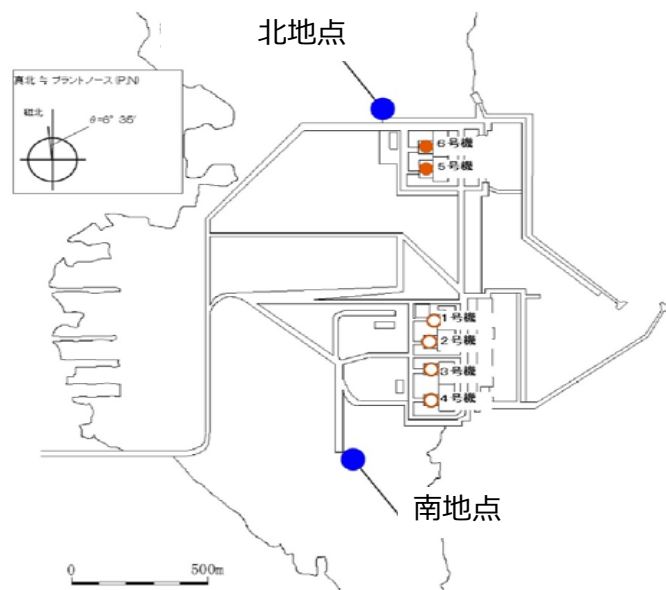 北地点
真北 ≒ プラントノース (P.N)
磁北
θ=6° 35′
6号機
5号機
1号機
2号機
3号機
4号機
南地点
0 500m